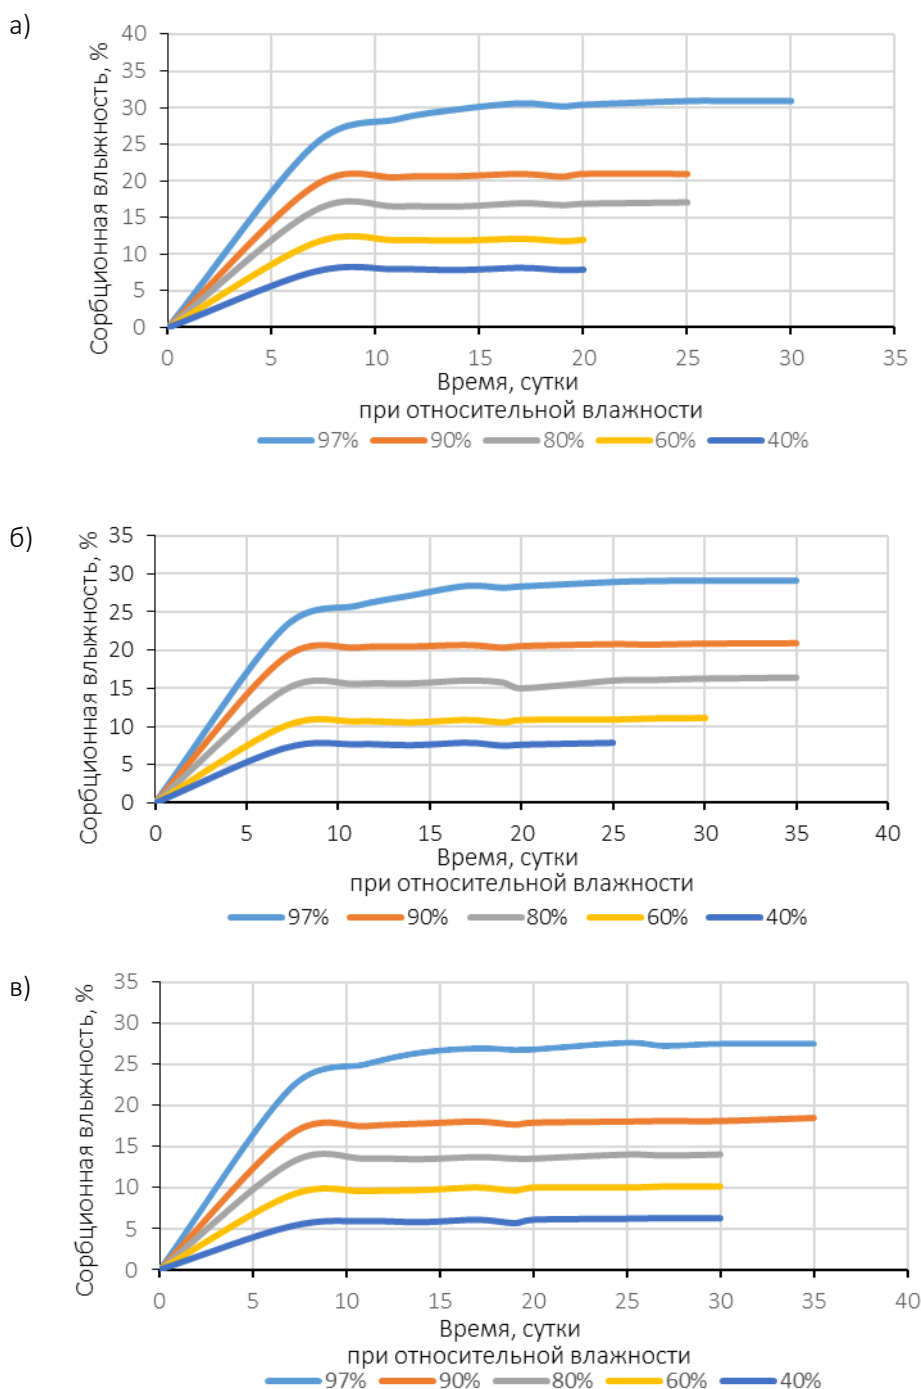 а)
Сорбционная влыжность, %
40
35
30
25
20
15
10
5
0
0 5 10 15 20 25 30 35
Время, сутки
при относительной влажности
97% 90% 80% 60% 40%
б)
Сорбционная влыжность, %
35
30
25
20
15
10
5
0
0 5 10 15 20 25 30 35 40
Время, сутки
при относительной влажности
97% 90% 80% 60% 40%
в)
Сорбционная влыжность, %
35
30
25
20
15
10
5
0
0 5 10 15 20 25 30 35 40
Время, сутки
при относительной влажности
97% 90% 80% 60% 40%